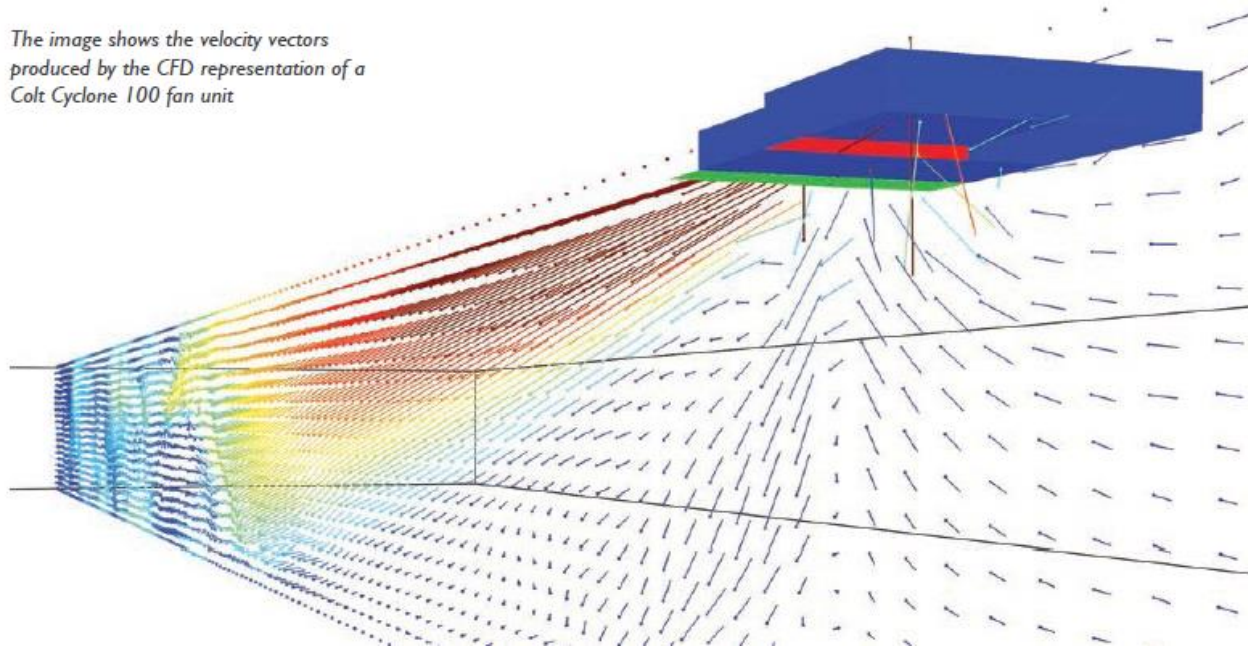 The image shows the velocity vectors
produced by the CFD representation of a
Colt Cyclone 100 fan unit